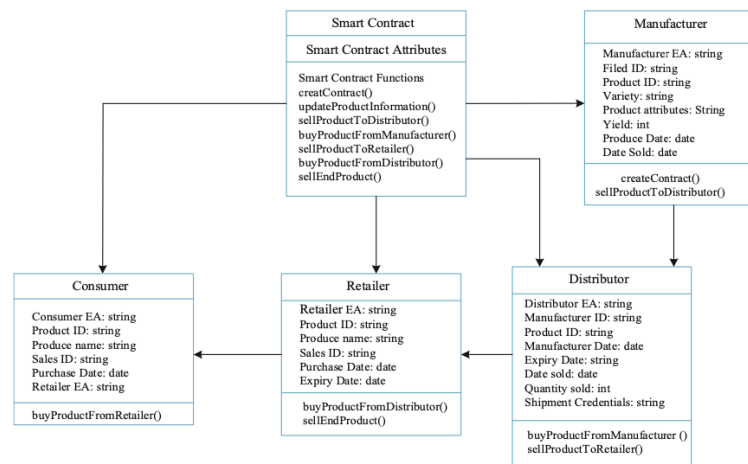 Smart Contract
Smart Contract Attributes
Smart Contract Functions
creatContract()
updateProductInformation()
sellProductToDistributor()
buyProductFromManufacturer()
sellProductToRetailer()
buyProductFromDistributor()
sellEndProduct()
Manufacturer
Manufacturer EA: string
Filed ID: string
Product ID: string
Variety: string
Product attributes: String
Yield: int
Produce Date: date
Date Sold: date
createContract()
sellProductToDistributor()
Consumer
Consumer EA: string
Product ID: string
Produce name: string
Sales ID: string
Purchase Date: date
Retailer EA: string
buyProductFromRetailer()
Retailer
Retailer EA: string
Product ID: string
Produce name: string
Sales ID: string
Purchase Date: date
Expiry Date: date
buyProductFromDistributor()
sellEndProduct()
Distributor
Distributor EA: string
Manufacturer ID: string
Product ID: string
Manufacturer Date: date
Expiry Date: string
Date sold: date
Quantity sold: int
Shipment Credentials: string
buyProductFromManufacturer ()
sellProductToRetailer()